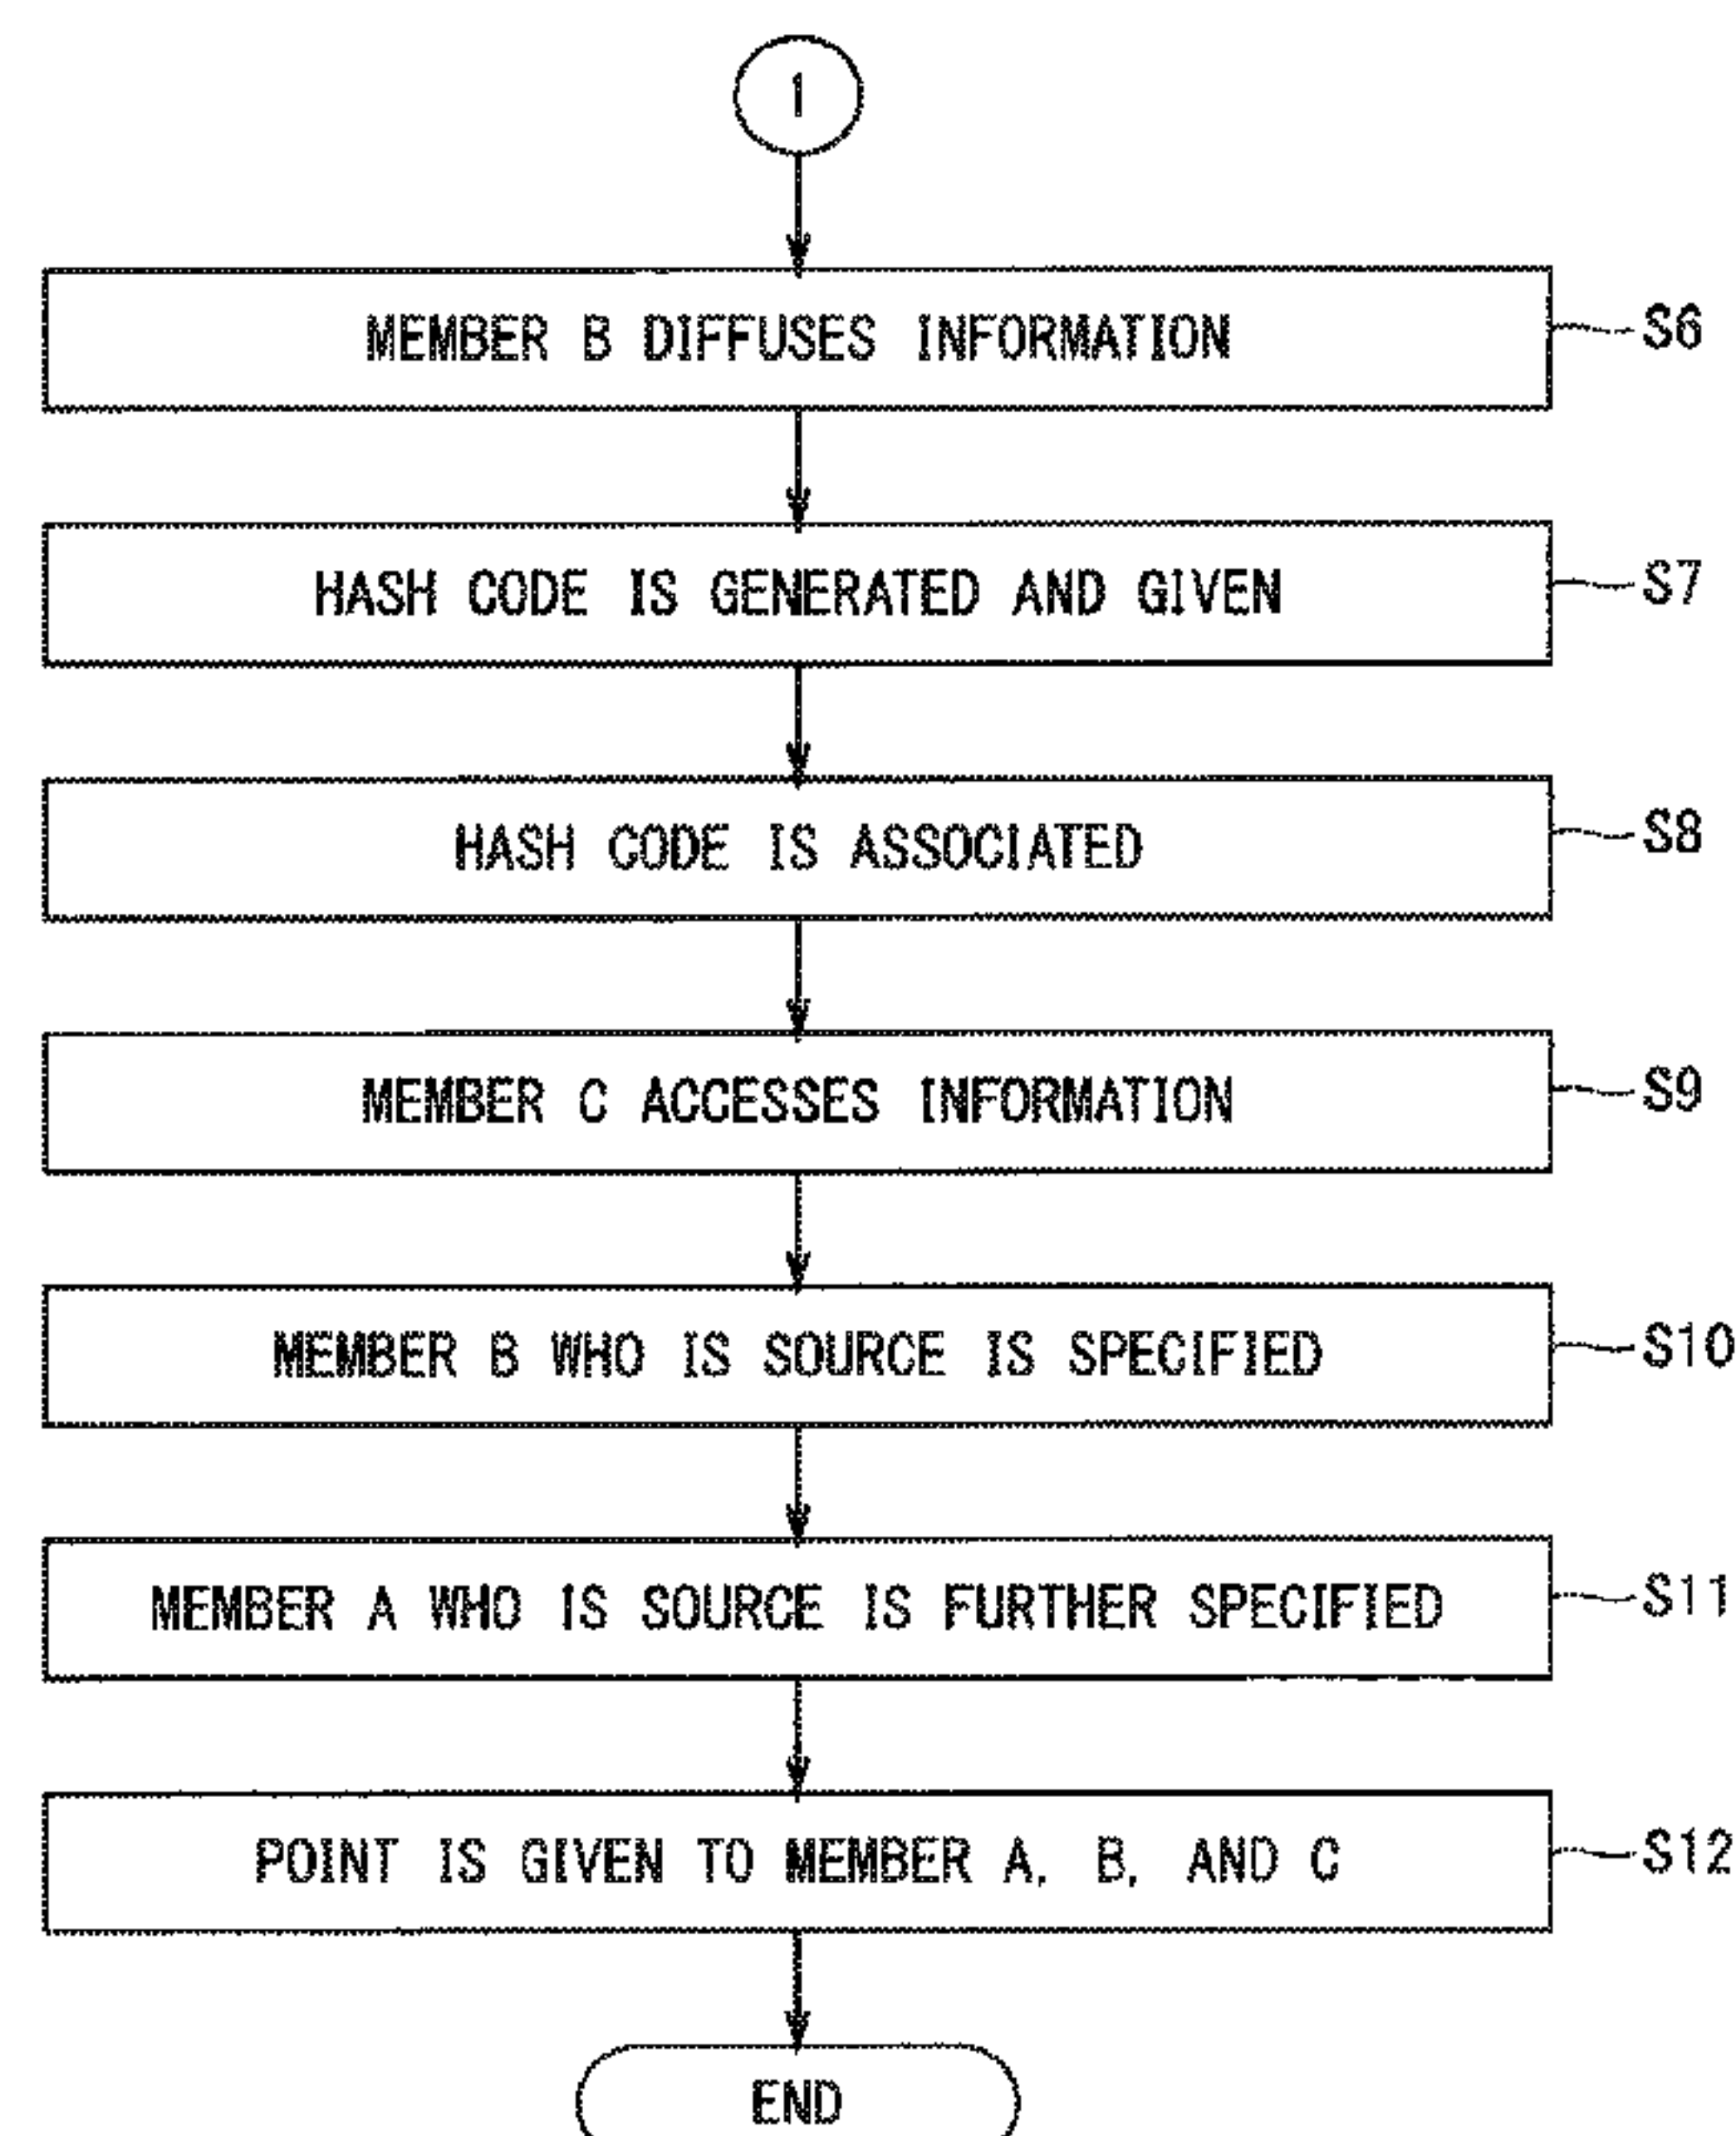 1
MEMBER B DIFFUSES INFORMATION
S6
HASH CODE IS GENERATED AND GIVEN
S7
HASH CODE IS ASSOCIATED
S8
MEMBER C ACCESSES INFORMATION
S9
MEMBER B WHO IS SOURCE IS SPECIFIED
S10
MEMBER A WHO IS SOURCE IS FURTHER SPECIFIED
S11
POINT IS GIVEN TO MEMBER A, B, AND C
S12
END